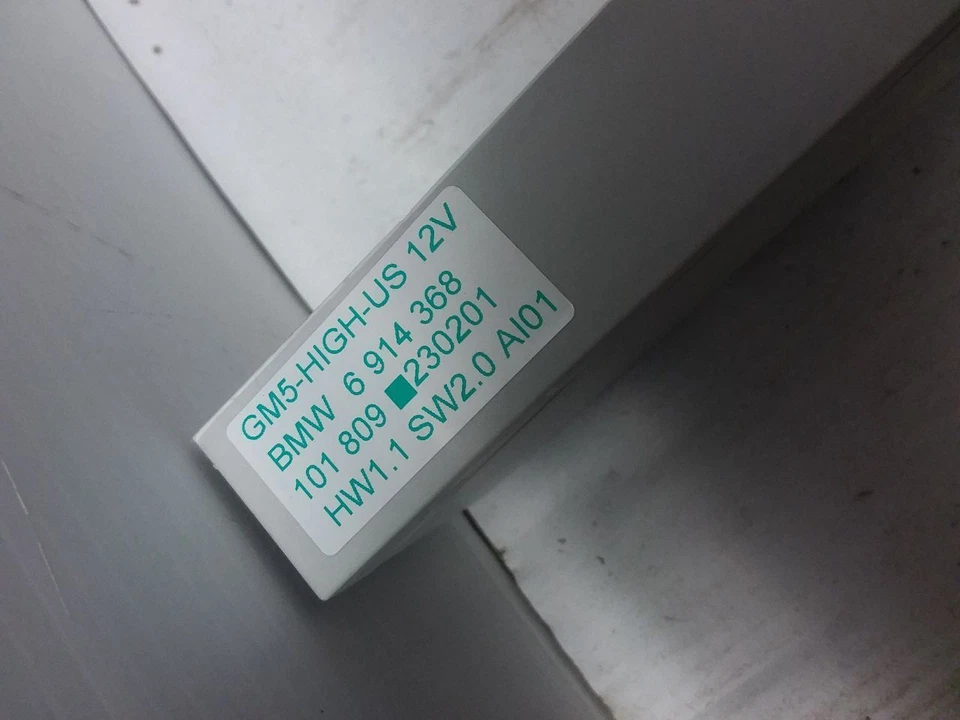 GM5-HIGH-US 12V
BMW 6 914 368
101 809 ■230201
HW1.1 SW2.0 AI01